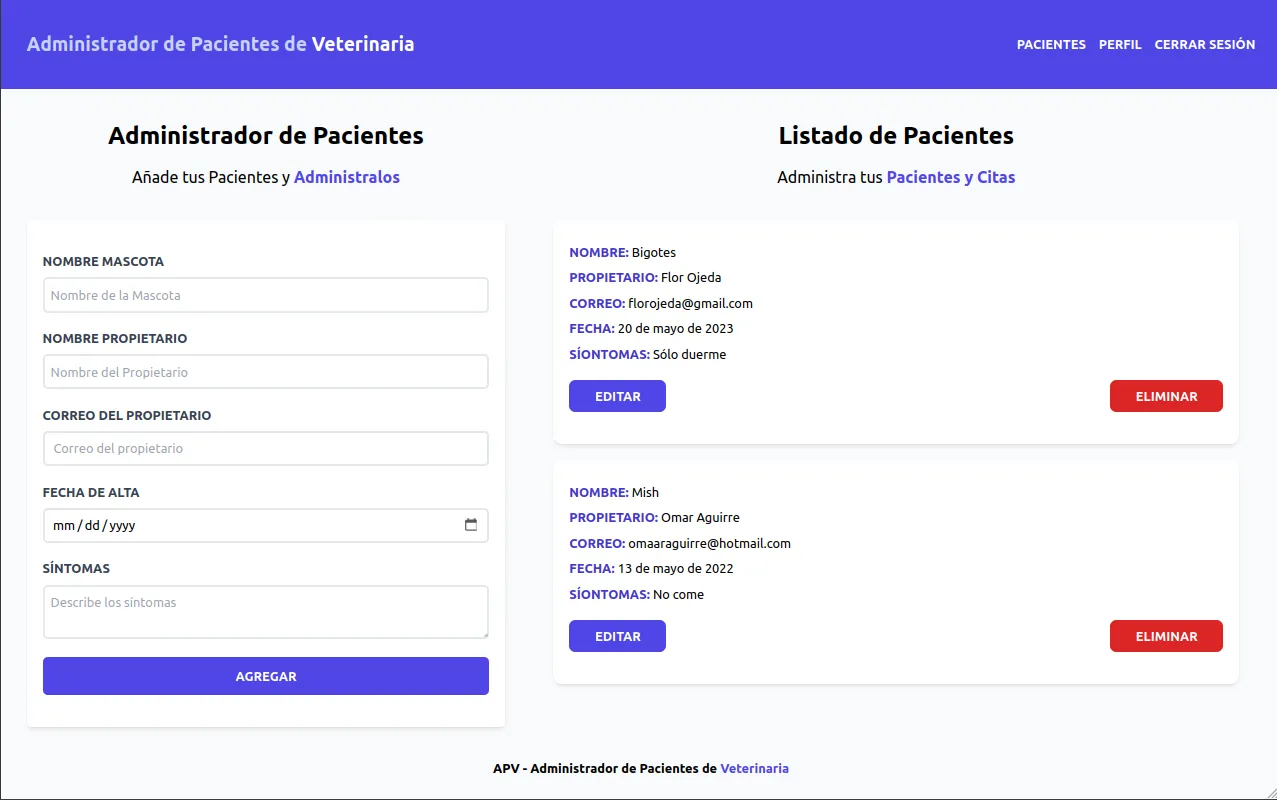 Administrador de Pacientes de Veterinaria
PACIENTES PERFIL CERRAR SESIÓN
Administrador de Pacientes
Añade tus Pacientes y Administralos
NOMBRE MASCOTA
Nombre de la Mascota
NOMBRE PROPIETARIO
Nombre del Propietario
CORREO DEL PROPIETARIO
Correo del propietario
FECHA DE ALTA
mm / dd / yyyy
SÍNTOMAS
Describe los síntomas
AGREGAR
Listado de Pacientes
Administra tus Pacientes y Citas
NOMBRE: Bigotes
PROPIETARIO: Flor Ojeda
CORREO: florojeda@gmail.com
FECHA: 20 de mayo de 2023
SÍONTOMAS: Sólo duerme
EDITAR ELIMINAR
NOMBRE: Mish
PROPIETARIO: Omar Aguirre
CORREO: omaaraguirre@hotmail.com
FECHA: 13 de mayo de 2022
SÍONTOMAS: No come
EDITAR ELIMINAR
APV - Administrador de Pacientes de Veterinaria